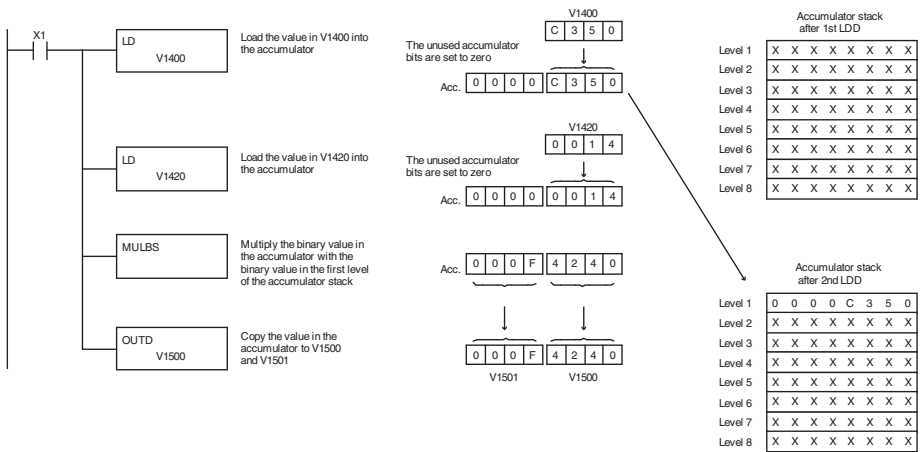 X1
LD
V1400
Load the value in V1400 into
the accumulator
V1400
C 3 5 0
The unused accumulator
bits are set to zero
Acc. 0 0 0 0 C 3 5 0
LD
V1420
Load the value in V1420 into
the accumulator
V1420
0 0 1 4
The unused accumulator
bits are set to zero
Acc. 0 0 0 0 0 0 1 4
MULBS
Multiply the binary value in
the accumulator with the
binary value in the first level
of the accumulator stack
Acc. 0 0 0 F 4 2 4 0
OUTD
V1500
Copy the value in the
accumulator to V1500
and V1501
0 0 0 F 4 2 4 0
V1501 V1500
Accumulator stack
after 1st LDD
Level 1 X X X X X X X X
Level 2 X X X X X X X X
Level 3 X X X X X X X X
Level 4 X X X X X X X X
Level 5 X X X X X X X X
Level 6 X X X X X X X X
Level 7 X X X X X X X X
Level 8 X X X X X X X X
Accumulator stack
after 2nd LDD
Level 1 0 0 0 0 C 3 5 0
Level 2 X X X X X X X X
Level 3 X X X X X X X X
Level 4 X X X X X X X X
Level 5 X X X X X X X X
Level 6 X X X X X X X X
Level 7 X X X X X X X X
Level 8 X X X X X X X X